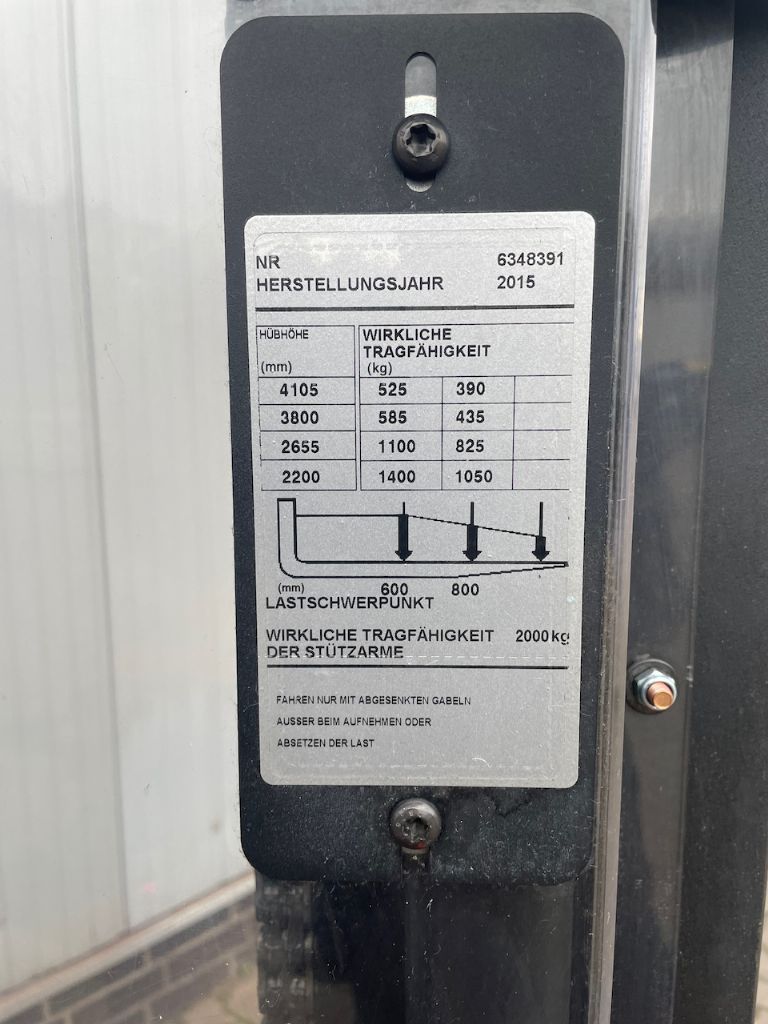 NR 6348391
HERSTELLUNGSJAHR 2015
HÜBHÖHE WIRKLICHE
TRAGFÄHIGKEIT
(mm) (kg)
4105 525 390
3800 585 435
2655 1100 825
2200 1400 1050
(mm) 600 800
LASTSCHWERPUNKT
WIRKLICHE TRAGFÄHIGKEIT 2000 kg
DER STÜTZARME
FAHREN NUR MIT ABGESENKTEN GABELN
AUSSER BEIM AUFNEHMEN ODER
ABSETZEN DER LAST